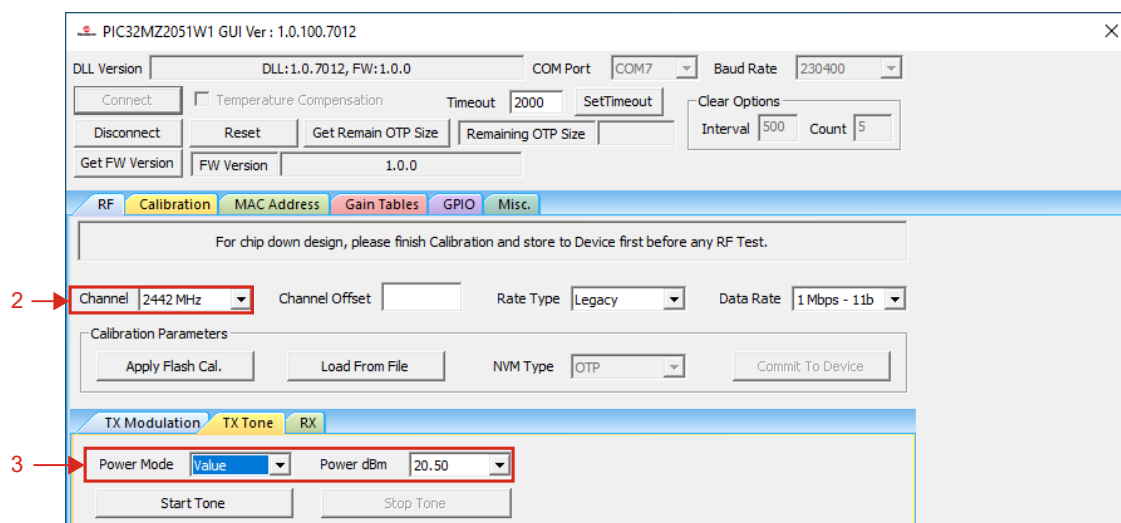 PIC32MZ2051W1 GUI Ver : 1.0.100.7012
DLL Version DLL:1.0.7012, FW:1.0.0 COM Port COM7 Baud Rate 230400
Connect Temperature Compensation Timeout 2000 SetTimeout Clear Options
Disconnect Reset Get Remain OTP Size Remaining OTP Size Interval 500 Count 5
Get FW Version FW Version 1.0.0
RF Calibration MAC Address Gain Tables GPIO Misc.
For chip down design, please finish Calibration and store to Device first before any RF Test.
2 Channel 2442 MHz Channel Offset Rate Type Legacy Data Rate 1 Mbps - 11b
Calibration Parameters
Apply Flash Cal. Load From File NVM Type OTP Commit To Device
TX Modulation TX Tone RX
3 Power Mode Value Power dBm 20.50
Start Tone Stop Tone